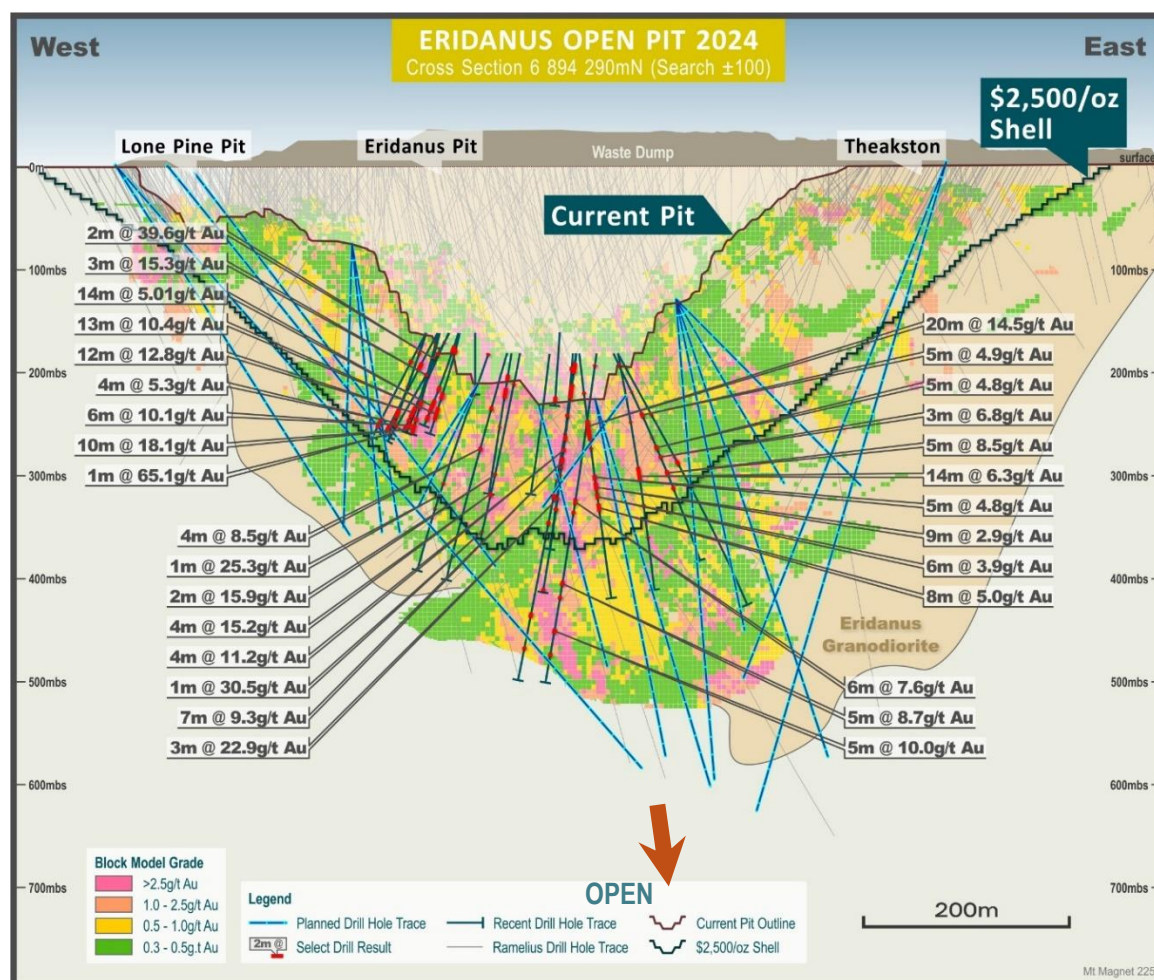 West
ERIDANUS OPEN PIT 2024
Cross Section 6 894 290mN (Search ±100)
East
$2,500/oz
Shell
Lone Pine Pit
Eridanus Pit
Waste Dump
Theakston
0m
surface
Current Pit
2m @ 39.6g/t Au
3m @ 15.3g/t Au
14m @ 5.01g/t Au
13m @ 10.4g/t Au
12m @ 12.8g/t Au
4m @ 5.3g/t Au
6m @ 10.1g/t Au
10m @ 18.1g/t Au
1m @ 65.1g/t Au
100mbs
200mbs
300mbs
400mbs
500mbs
600mbs
700mbs
4m @ 8.5g/t Au
1m @ 25.3g/t Au
2m @ 15.9g/t Au
4m @ 15.2g/t Au
4m @ 11.2g/t Au
1m @ 30.5g/t Au
7m @ 9.3g/t Au
3m @ 22.9g/t Au
20m @ 14.5g/t Au
5m @ 4.9g/t Au
5m @ 4.8g/t Au
3m @ 6.8g/t Au
5m @ 8.5g/t Au
14m @ 6.3g/t Au
5m @ 4.8g/t Au
9m @ 2.9g/t Au
6m @ 3.9g/t Au
8m @ 5.0g/t Au
Eridanus
Granodiorite
6m @ 7.6g/t Au
5m @ 8.7g/t Au
5m @ 10.0g/t Au
100mbs
200mbs
300mbs
400mbs
500mbs
600mbs
700mbs
Block Model Grade
>2.5g/t Au
1.0 - 2.5g/t Au
0.5 - 1.0g/t Au
0.3 - 0.5g.t Au
OPEN
Legend
Planned Drill Hole Trace
Recent Drill Hole Trace
Current Pit Outline
2m @
Select Drill Result
Ramelius Drill Hole Trace
$2,500/oz Shell
200m
Mt Magnet 225